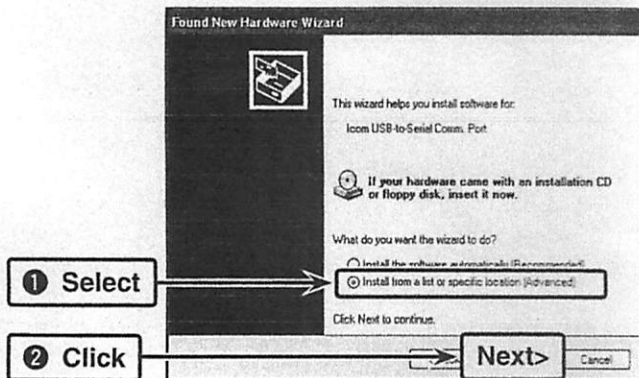 Found New Hardware Wizard
This wizard helps you install software for:
Icom USB-to-Serial Comm. Port
If your hardware came with an installation CD
or floppy disk, insert it now.
What do you want the wizard to do?
Install the software automatically (Recommended)
❶ Select
Install from a list or specific location (Advanced)
Click Next to continue.
❷ Click
Next>
Cancel